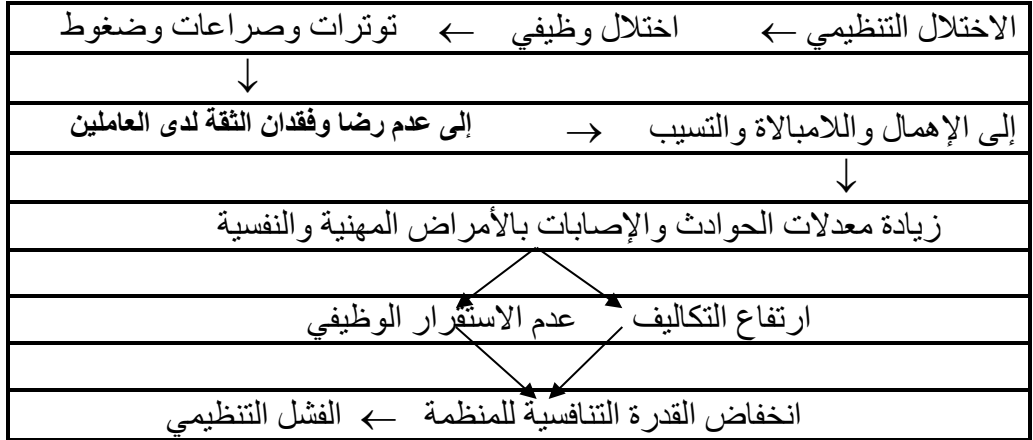 الاختلال التنظيمي ← اختلال وظيفي ← توترات وصراعات وضغوط
↓
إلى الإهمال واللامبالاة والتسيب → إلى عدم رضا وفقدان الثقة لدى العاملين
↓
زيادة معدلات الحوادث والإصابات بالأمراض المهنية والنفسية
ارتفاع التكاليف عدم الاستقرار الوظيفي
انخفاض القدرة التنافسية للمنظمة ← الفشل التنظيمي